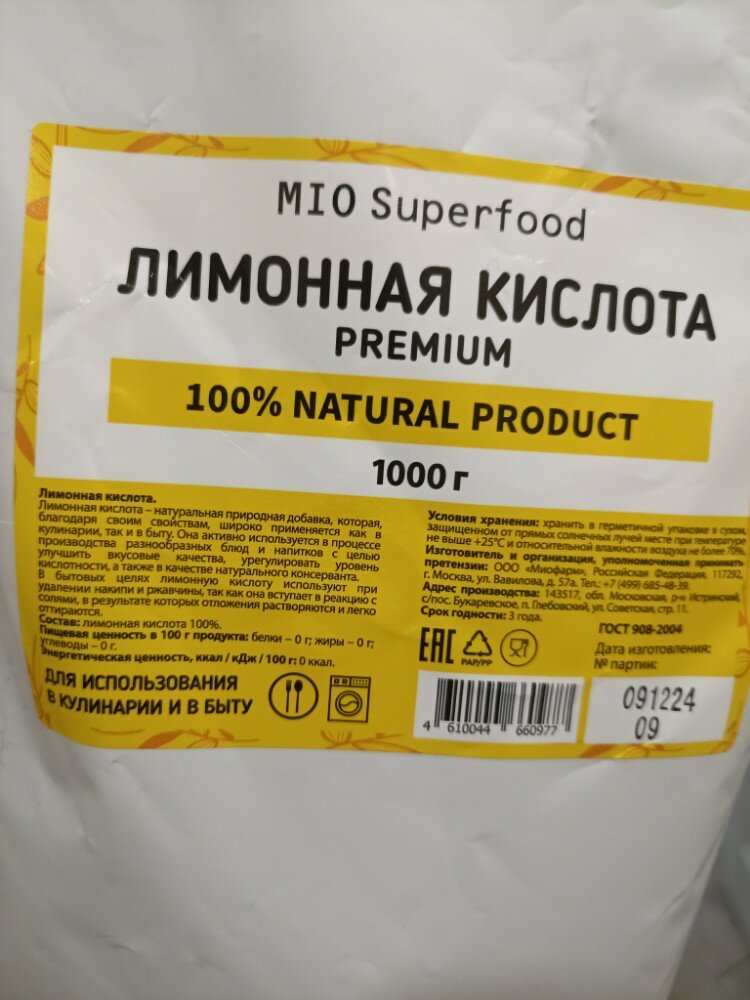 MIO Superfood
ЛИМОННАЯ КИСЛОТА
PREMIUM
100% NATURAL PRODUCT
1000 г
Лимонная кислота.
Лимонная кислота – натуральная природная добавка, которая,
благодаря своим свойствам, широко применяется как в
кулинарии, так и в быту. Она активно используется в процессе
производства разнообразных блюд и напитков с целью
улучшить вкусовые качества, урегулировать уровень
кислотности, а также в качестве натурального консерванта.
В бытовых целях лимонную кислоту используют при
удалении накипи и ржавчины, так как она вступает в реакцию с
солями, в результате которых отложения растворяются и легко
оттираются.
Состав: лимонная кислота 100%.
Пищевая ценность в 100 г продукта: белки – 0 г; жиры – 0 г;
углеводы – 0 г.
Энергетическая ценность, ккал / кДж / 100 г: 0 ккал.
ДЛЯ ИСПОЛЬЗОВАНИЯ
В КУЛИНАРИИ И В БЫТУ
Условия хранения: хранить в герметичной упаковке в сухом,
защищенном от прямых солнечных лучей месте при температуре
не выше +25°C и относительной влажности воздуха не более 70%.
Изготовитель и организация, уполномоченная принимать
претензии: ООО «Миофарм», Российская Федерация, 117292,
г. Москва, ул. Вавилова, д. 57а. Тел.: +7 (499) 685-48-39.
Адрес производства: 143517, обл. Московская, р-н Истринский,
с/пос. Букаревское, п. Глебовский, ул. Советская, стр. 11.
Срок годности: 3 года.
ГОСТ 908-2004
EAC
PAP/PP
Дата изготовления:
№ партии:
091224
09
4 610044 660977